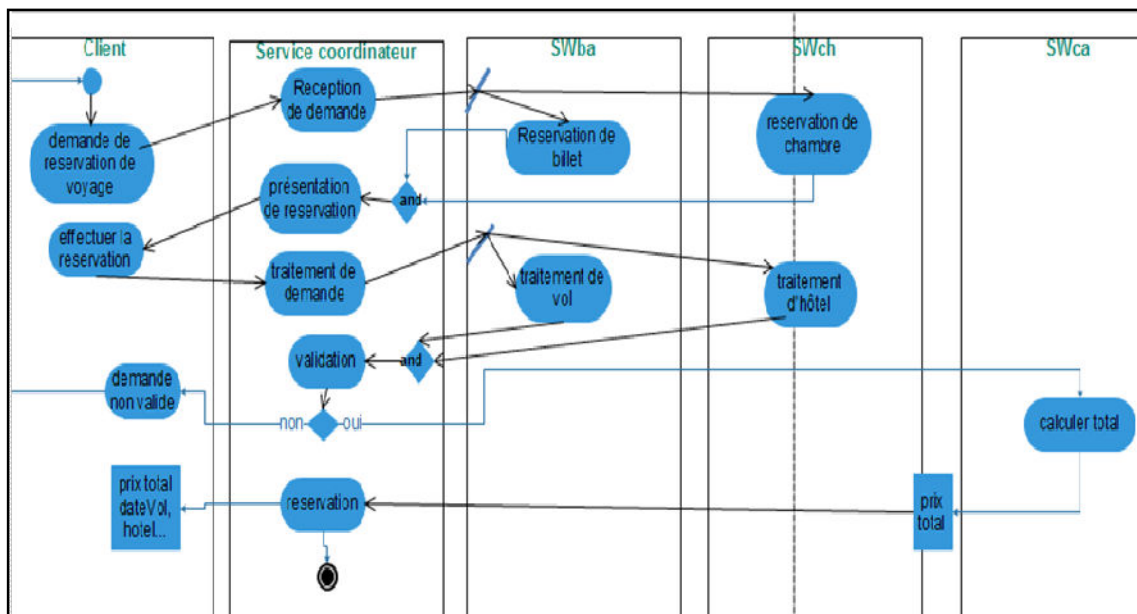 Client
Service coordinateur
SWba
SWch
SWca
demande de
reservation de
voyage
Reception
de demande
Reservation de
billet
reservation de
chambre
présentation
de reservation
and
effectuer la
reservation
traitement de
demande
traitement de
vol
traitement
d'hôtel
validation
and
demande
non valide
non
oui
calculer total
prix total
dateVol,
hotel...
reservation
prix
total